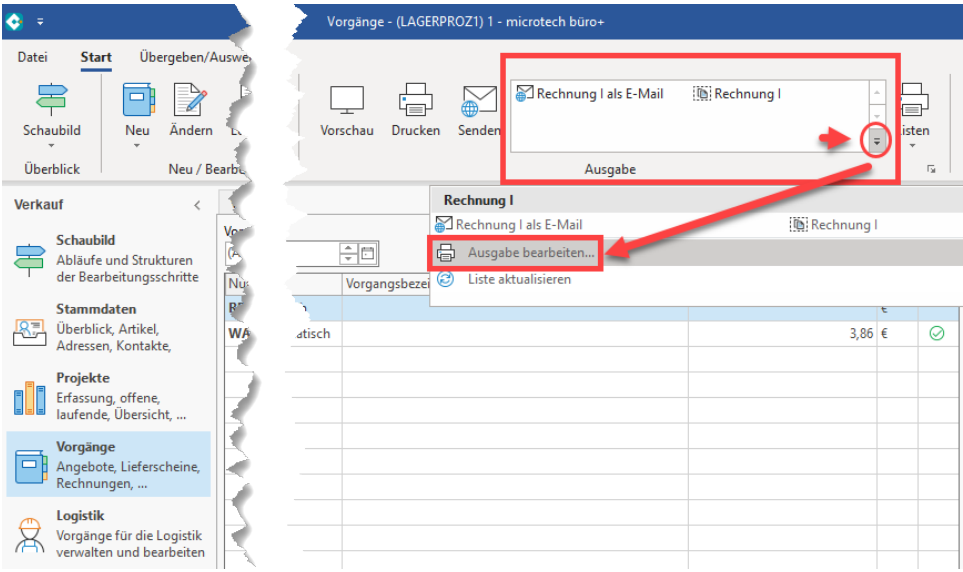 Vorgänge - (LAGERPROZ1) 1 - microtech büro+
Datei Start Übergeben/Auswe
Rechnung I als E-Mail Rechnung I
Schaubild Neu Ändern Vorschau Drucken Senden isten
Überblick Neu / Bearbe Ausgabe
Verkauf
Rechnung I
Rechnung I als E-Mail Rechnung I
Ausgabe bearbeiten...
Liste aktualisieren
Schaubild
Abläufe und Strukturen
der Bearbeitungsschritte
Vorgangsbezei
€
atisch 3,86 €
Stammdaten
Überblick, Artikel,
Adressen, Kontakte,
Projekte
Erfassung, offene,
laufende, Übersicht, ...
Vorgänge
Angebote, Lieferscheine,
Rechnungen, ...
Logistik
Vorgänge für die Logistik
verwalten und bearbeiten